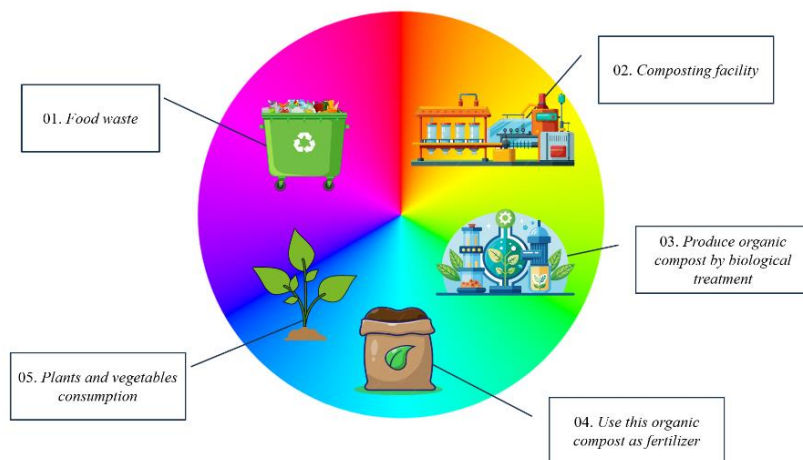 01. Food waste
02. Composting facility
03. Produce organic
compost by biological
treatment
04. Use this organic
compost as fertilizer
05. Plants and vegetables
consumption